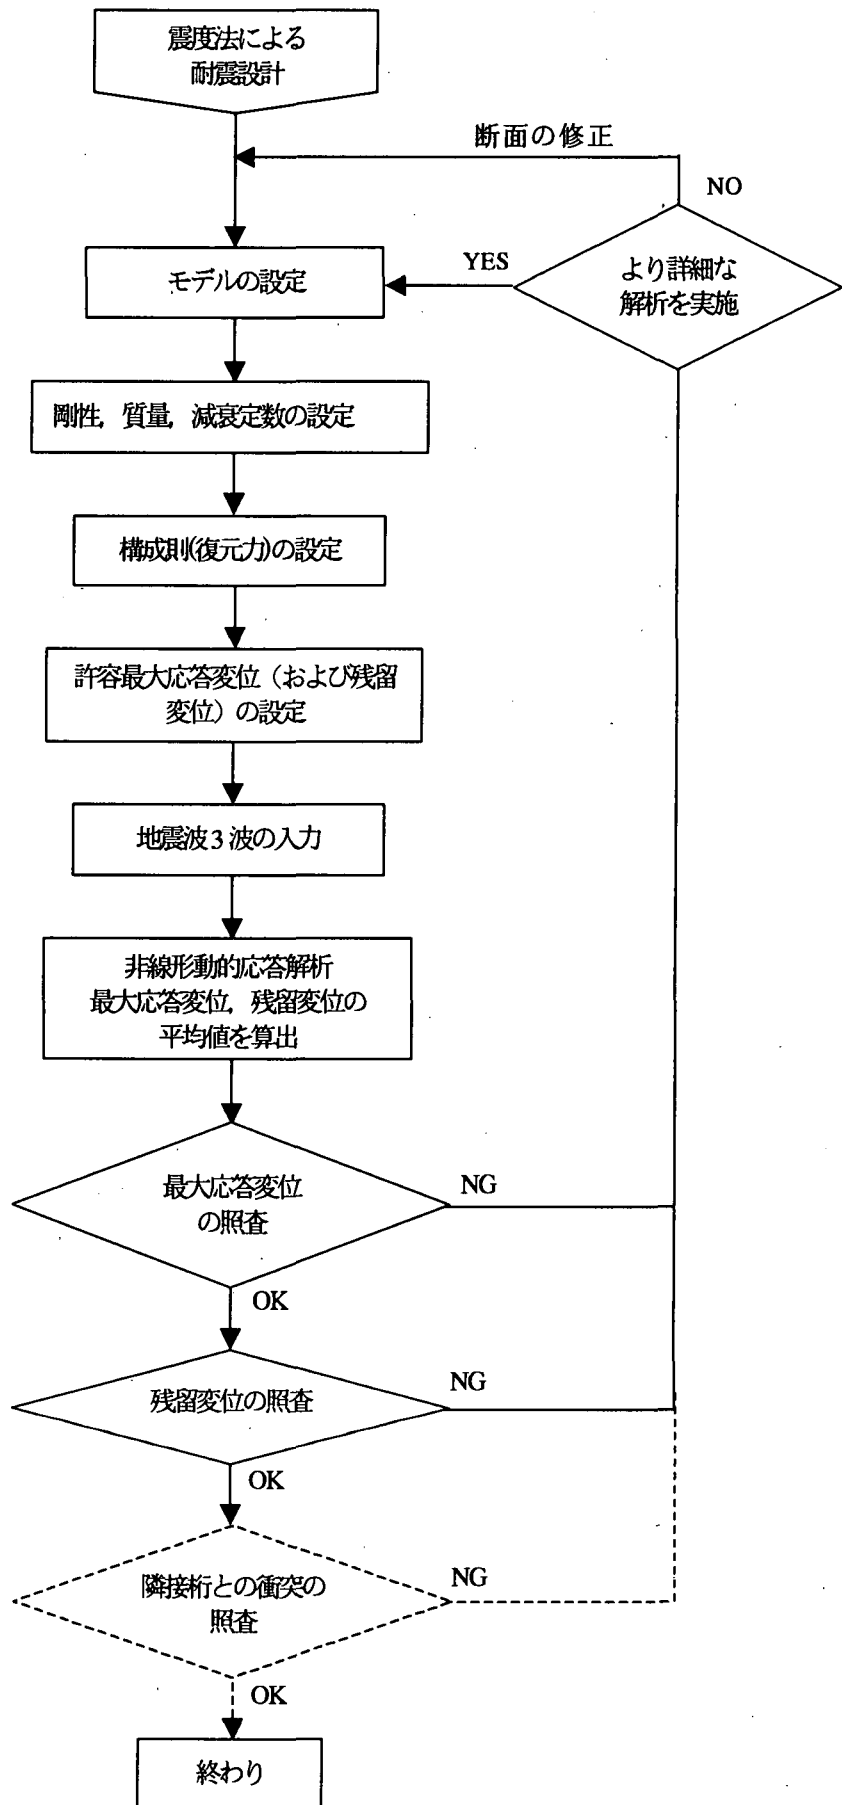 震度法による
耐震設計
断面の修正
NO
YES
より詳細な
解析を実施
モデルの設定
剛性，質量，減衰定数の設定
構成則(復元力)の設定
許容最大応答変位（および残留
変位）の設定
地震波3波の入力
非線形動的応答解析
最大応答変位，残留変位の
平均値を算出
最大応答変位
の照査
NG
OK
残留変位の照査
NG
OK
隣接桁との衝突の
照査
NG
OK
終わり